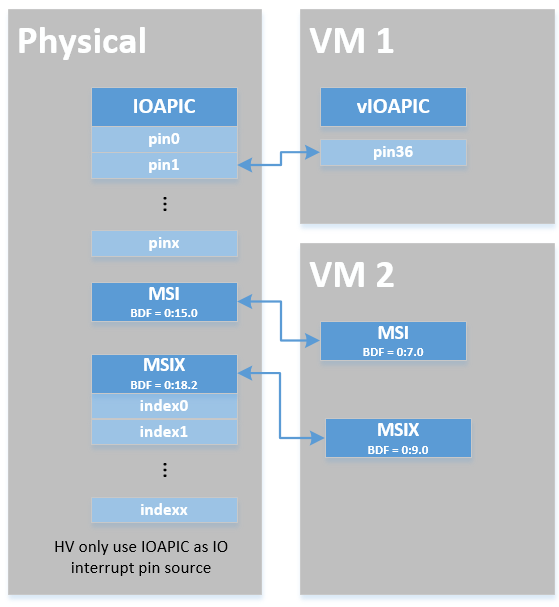 Physical
IOAPIC
pin0
pin1
pinx
MSI
BDF = 0:15.0
MSIX
BDF = 0:18.2
index0
index1
indexx
HV only use IOAPIC as IO
interrupt pin source
VM 1
vIOAPIC
pin36
VM 2
MSI
BDF = 0:7.0
MSIX
BDF = 0:9.0